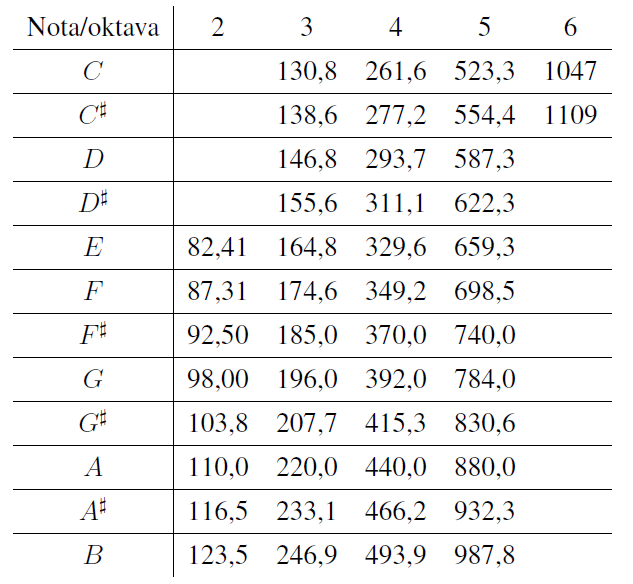 Nota/oktava 2 3 4 5 6
C 130,8 261,6 523,3 1047
C♯ 138,6 277,2 554,4 1109
D 146,8 293,7 587,3
D♯ 155,6 311,1 622,3
E 82,41 164,8 329,6 659,3
F 87,31 174,6 349,2 698,5
F♯ 92,50 185,0 370,0 740,0
G 98,00 196,0 392,0 784,0
G♯ 103,8 207,7 415,3 830,6
A 110,0 220,0 440,0 880,0
A♯ 116,5 233,1 466,2 932,3
B 123,5 246,9 493,9 987,8